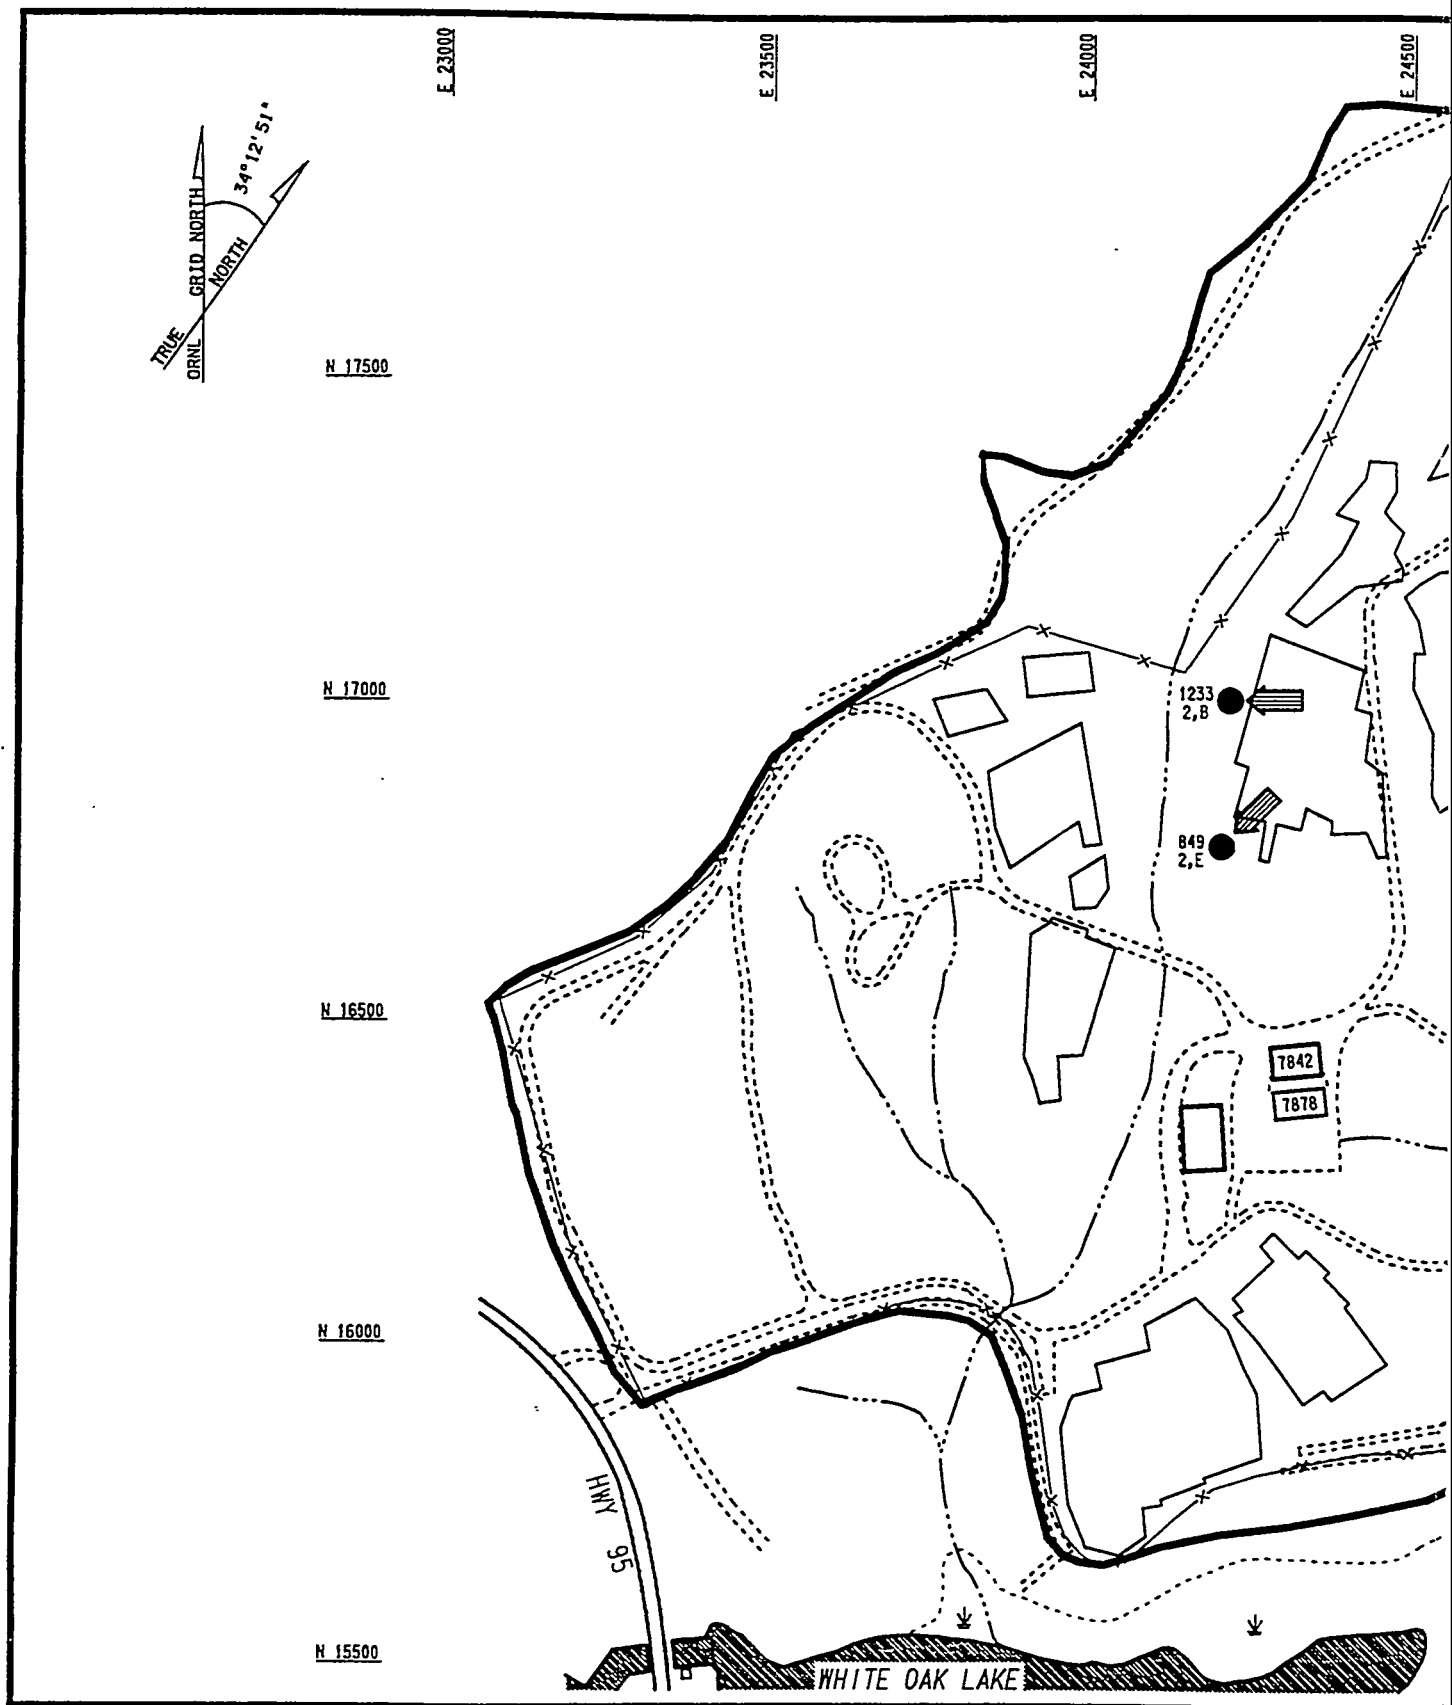 E 23000
E 23500
E 24000
E 24500
34°12'51"
ORNL GRID NORTH
TRUE NORTH
N 17500
N 17000
1233
2,B
849
2,E
N 16500
7842
7878
N 16000
HWY 95
N 15500
WHITE OAK LAKE